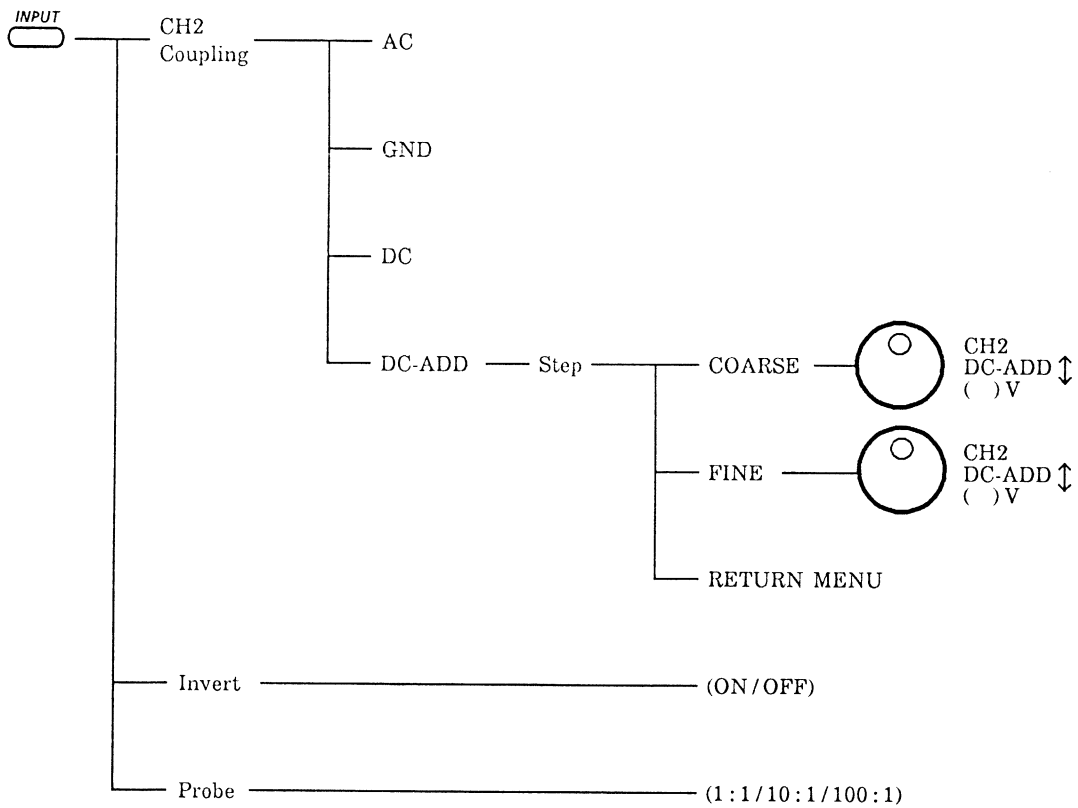 INPUT
CH2
Coupling
AC
GND
DC
DC-ADD
Step
COARSE
CH2
DC-ADD
( ) V
FINE
CH2
DC-ADD
( ) V
RETURN MENU
Invert
(ON/OFF)
Probe
(1:1/10:1/100:1)